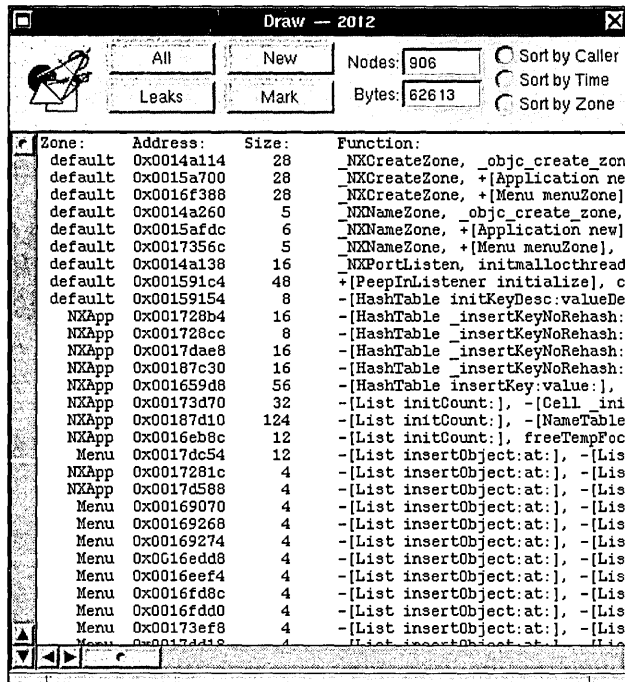 Draw — 2012
All New Nodes: 906 Sort by Caller
Sort by Time
Leaks Mark Bytes: 62613 Sort by Zone
Zone: Address: Size: Function:
default 0x0014a114 28 _NXCreateZone, _objc_create_zon
default 0x0015a700 28 _NXCreateZone, +[Application ne
default 0x0016f388 28 _NXCreateZone, +[Menu menuZone]
default 0x0014a260 5 _NXNameZone, _objc_create_zone,
default 0x0015afdc 6 _NXNameZone, +[Application new]
default 0x0017356c 5 _NXNameZone, +[Menu menuZone],
default 0x0014a138 16 _NXPortListen, initmallocthread
default 0x001591c4 48 +[PeepInListener initialize], c
default 0x00159154 8 -[HashTable initKeyDesc:valueDe
NXApp 0x001728b4 16 -[HashTable _insertKeyNoRehash:
NXApp 0x001728cc 8 -[HashTable _insertKeyNoRehash:
NXApp 0x0017dae8 16 -[HashTable _insertKeyNoRehash:
NXApp 0x00187c30 16 -[HashTable _insertKeyNoRehash:
NXApp 0x001659d8 56 -[HashTable insertKey:value:],
NXApp 0x00173d70 32 -[List initCount:], -[Cell _ini
NXApp 0x00187d10 124 -[List initCount:], -[NameTable
NXApp 0x0016eb8c 12 -[List initCount:], freeTempFoc
Menu 0x0017dc54 12 -[List insertObject:at:], -[Lis
NXApp 0x0017281c 4 -[List insertObject:at:], -[Lis
NXApp 0x0017d588 4 -[List insertObject:at:], -[Lis
Menu 0x00169070 4 -[List insertObject:at:], -[Lis
Menu 0x00169268 4 -[List insertObject:at:], -[Lis
Menu 0x00169274 4 -[List insertObject:at:], -[Lis
Menu 0x0016edd8 4 -[List insertObject:at:], -[Lis
Menu 0x0016eef4 4 -[List insertObject:at:], -[Lis
Menu 0x0016fd8c 4 -[List insertObject:at:], -[Lis
Menu 0x0016fdd0 4 -[List insertObject:at:], -[Lis
Menu 0x00173ef8 4 -[List insertObject:at:], -[Lis
Menu 0x0017dd18 4 -[List insertObject:at:], -[Lis